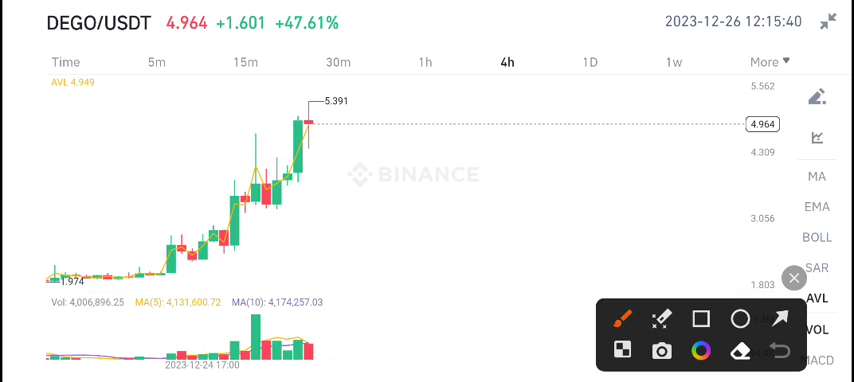 DEGO/USDT 4.964 +1.601 +47.61% 2023-12-26 12:15:40
Time 5m 15m 30m 1h 4h 1D 1w More
AVL 4.949
5.562
5.391
4.964
4.309
BINANCE
MA
EMA
3.056
BOLL
SAR
1.974
1.803
AVL
Vol: 4,006,896.25 MA(5): 4,131,600.72 MA(10): 4,174,257.03
VOL
MACD
2023-12-24 17:00